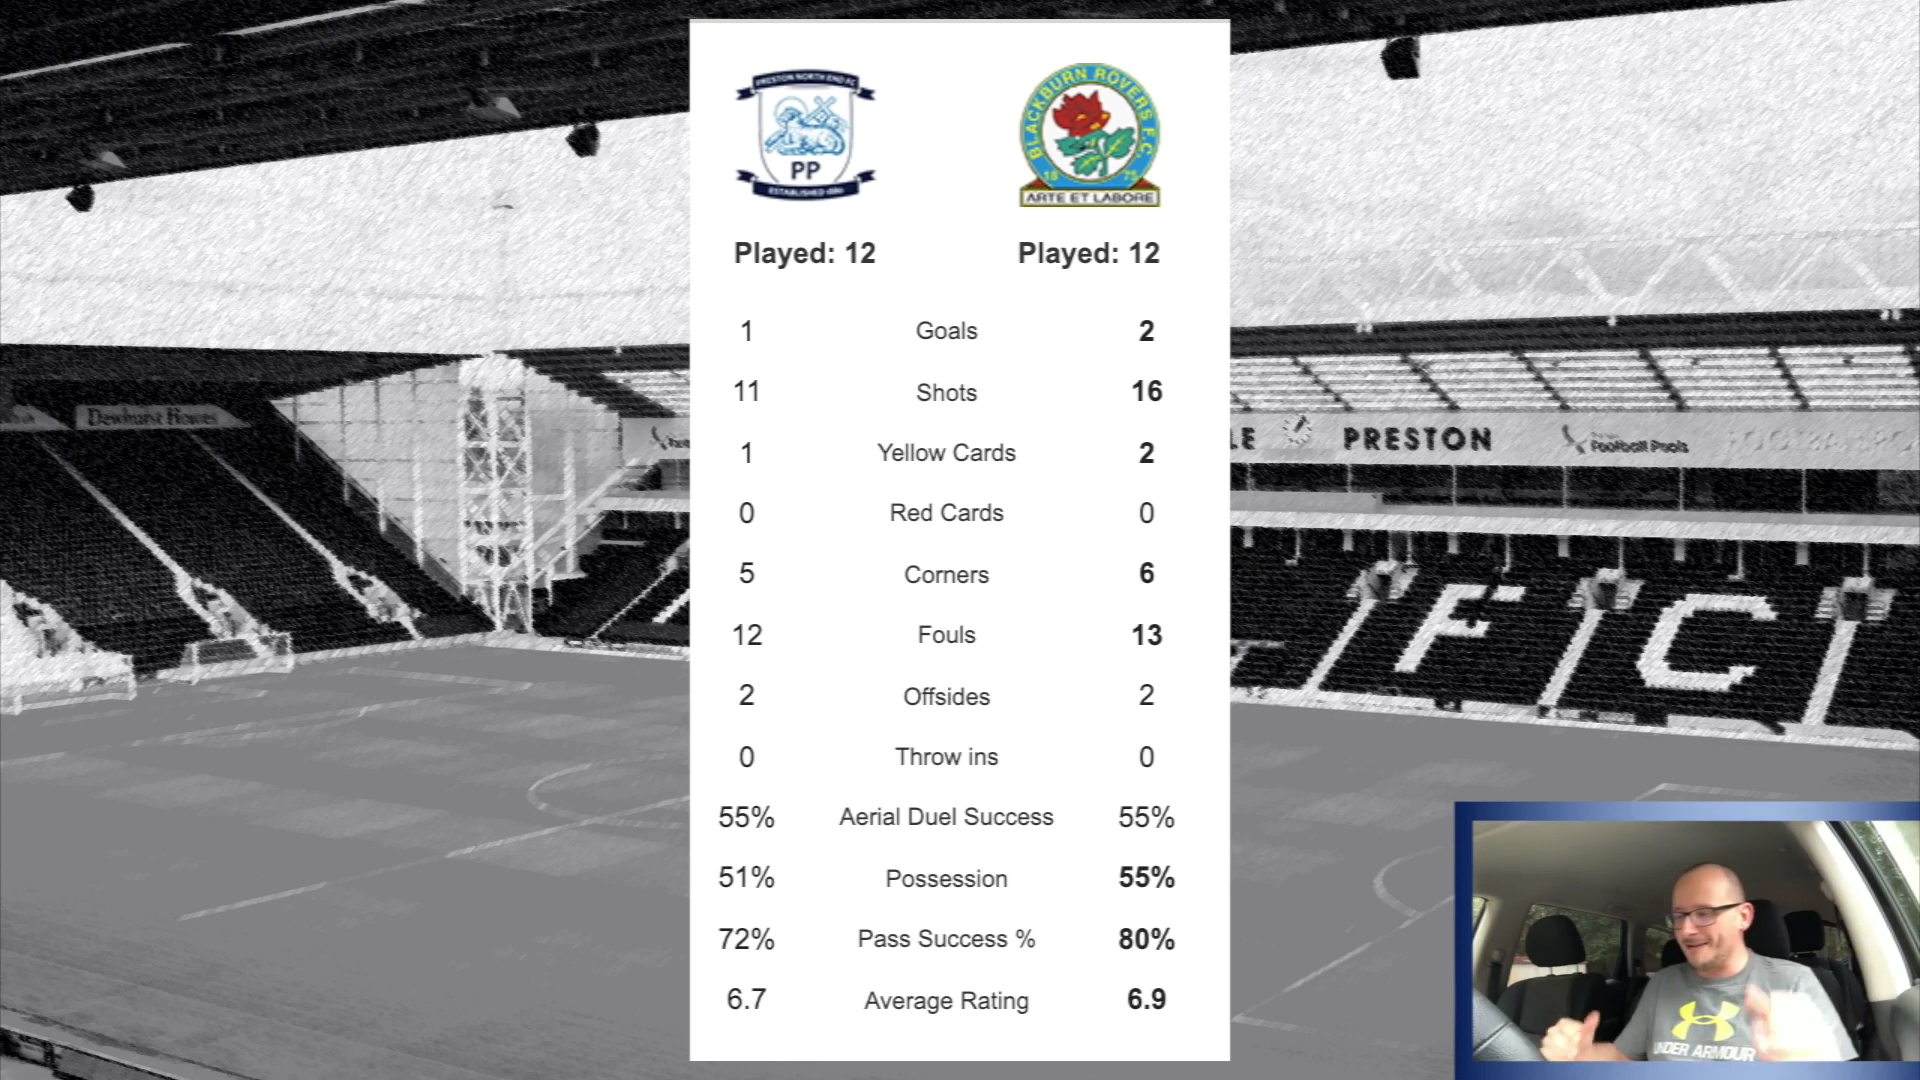 PRESTON NORTH END FC
PP
BLACKBURN ROVERS F.C.
18 75
ARTE ET LABORE
Played: 12 Played: 12
1 Goals 2
11 Shots 16
1 Yellow Cards 2
0 Red Cards 0
5 Corners 6
12 Fouls 13
2 Offsides 2
0 Throw ins 0
55% Aerial Duel Success 55%
51% Possession 55%
72% Pass Success % 80%
6.7 Average Rating 6.9
Dewhurst Homes
PRESTON
Football Pools
F C
UNDER ARMOUR